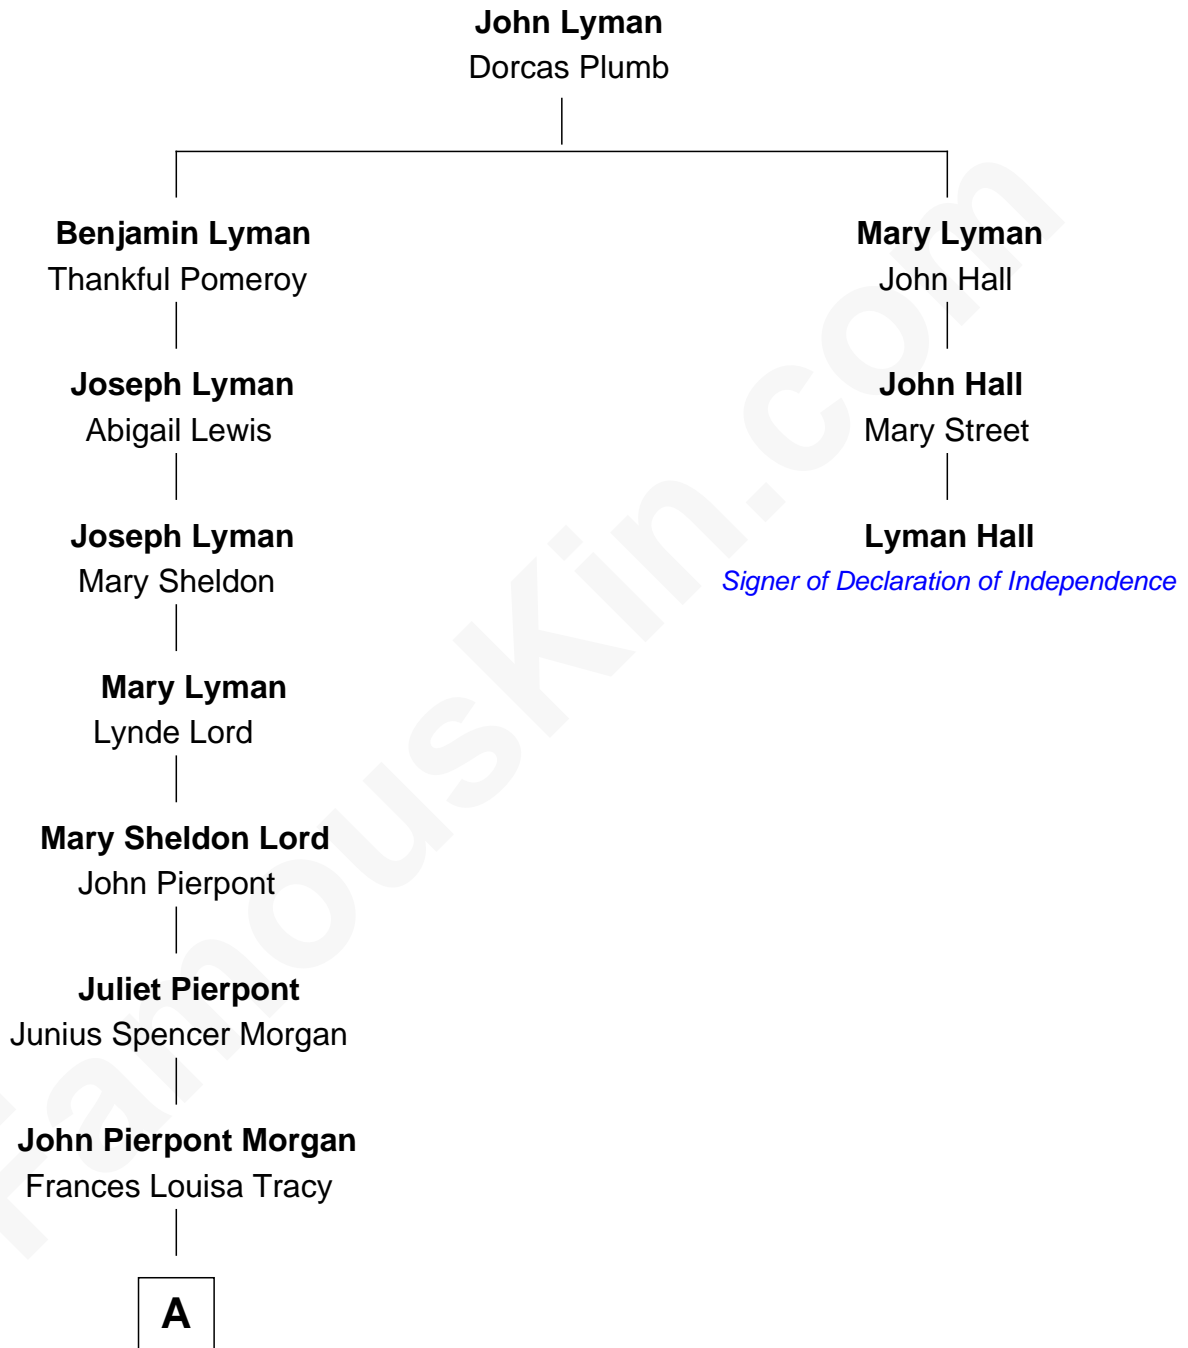 John Lyman
Dorcas Plumb
Benjamin Lyman
Thankful Pomeroy
Mary Lyman
John Hall
Joseph Lyman
Abigail Lewis
John Hall
Mary Street
Joseph Lyman
Mary Sheldon
Lyman Hall
Signer of Declaration of Independence
Mary Lyman
Lynde Lord
Mary Sheldon Lord
John Pierpont
Juliet Pierpont
Junius Spencer Morgan
John Pierpont Morgan
Frances Louisa Tracy
A
FamousKin.com